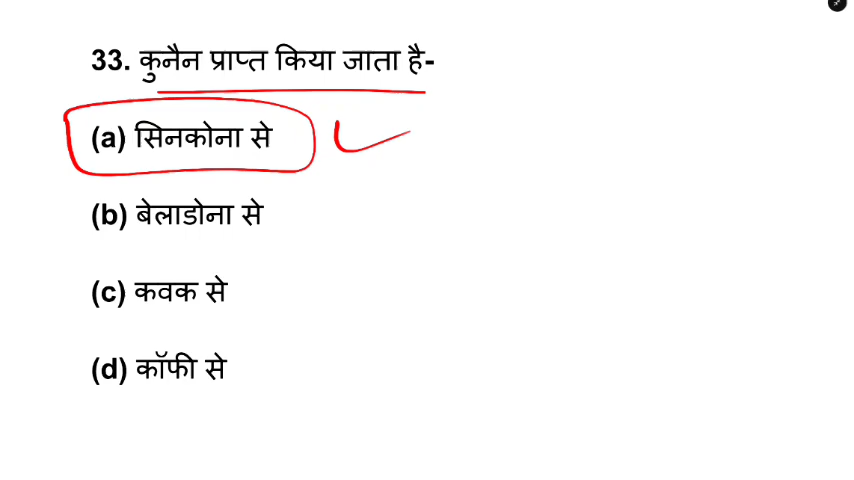 33. कुनैन प्राप्त किया जाता है-
(a) सिनकोना से
(b) बेलाडोना से
(c) कवक से
(d) कॉफी से